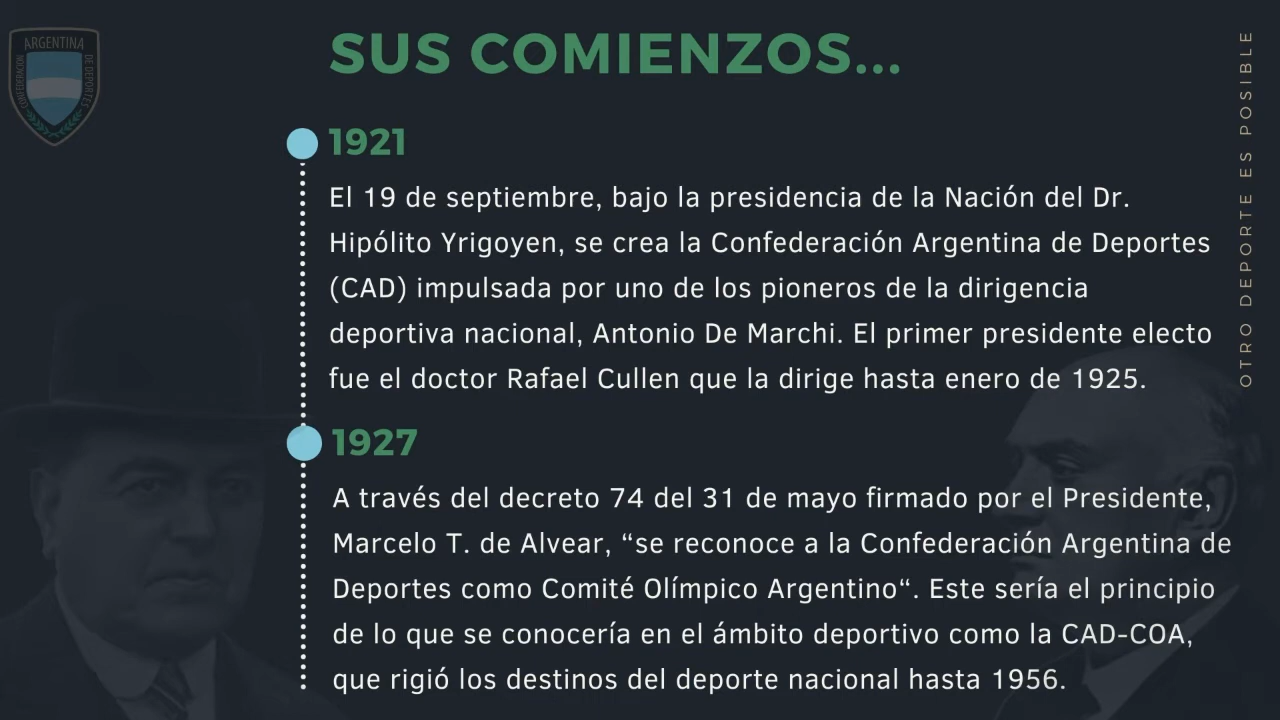 ARGENTINA
CONFEDERACIÓN
DE DEPORTES
SUS COMIENZOS...
1921
El 19 de septiembre, bajo la presidencia de la Nación del Dr.
Hipólito Yrigoyen, se crea la Confederación Argentina de Deportes
(CAD) impulsada por uno de los pioneros de la dirigencia
deportiva nacional, Antonio De Marchi. El primer presidente electo
fue el doctor Rafael Cullen que la dirige hasta enero de 1925.
1927
A través del decreto 74 del 31 de mayo firmado por el Presidente,
Marcelo T. de Alvear, “se reconoce a la Confederación Argentina de
Deportes como Comité Olímpico Argentino“. Este sería el principio
de lo que se conocería en el ámbito deportivo como la CAD-COA,
que rigió los destinos del deporte nacional hasta 1956.
OTRO DEPORTE ES POSIBLE